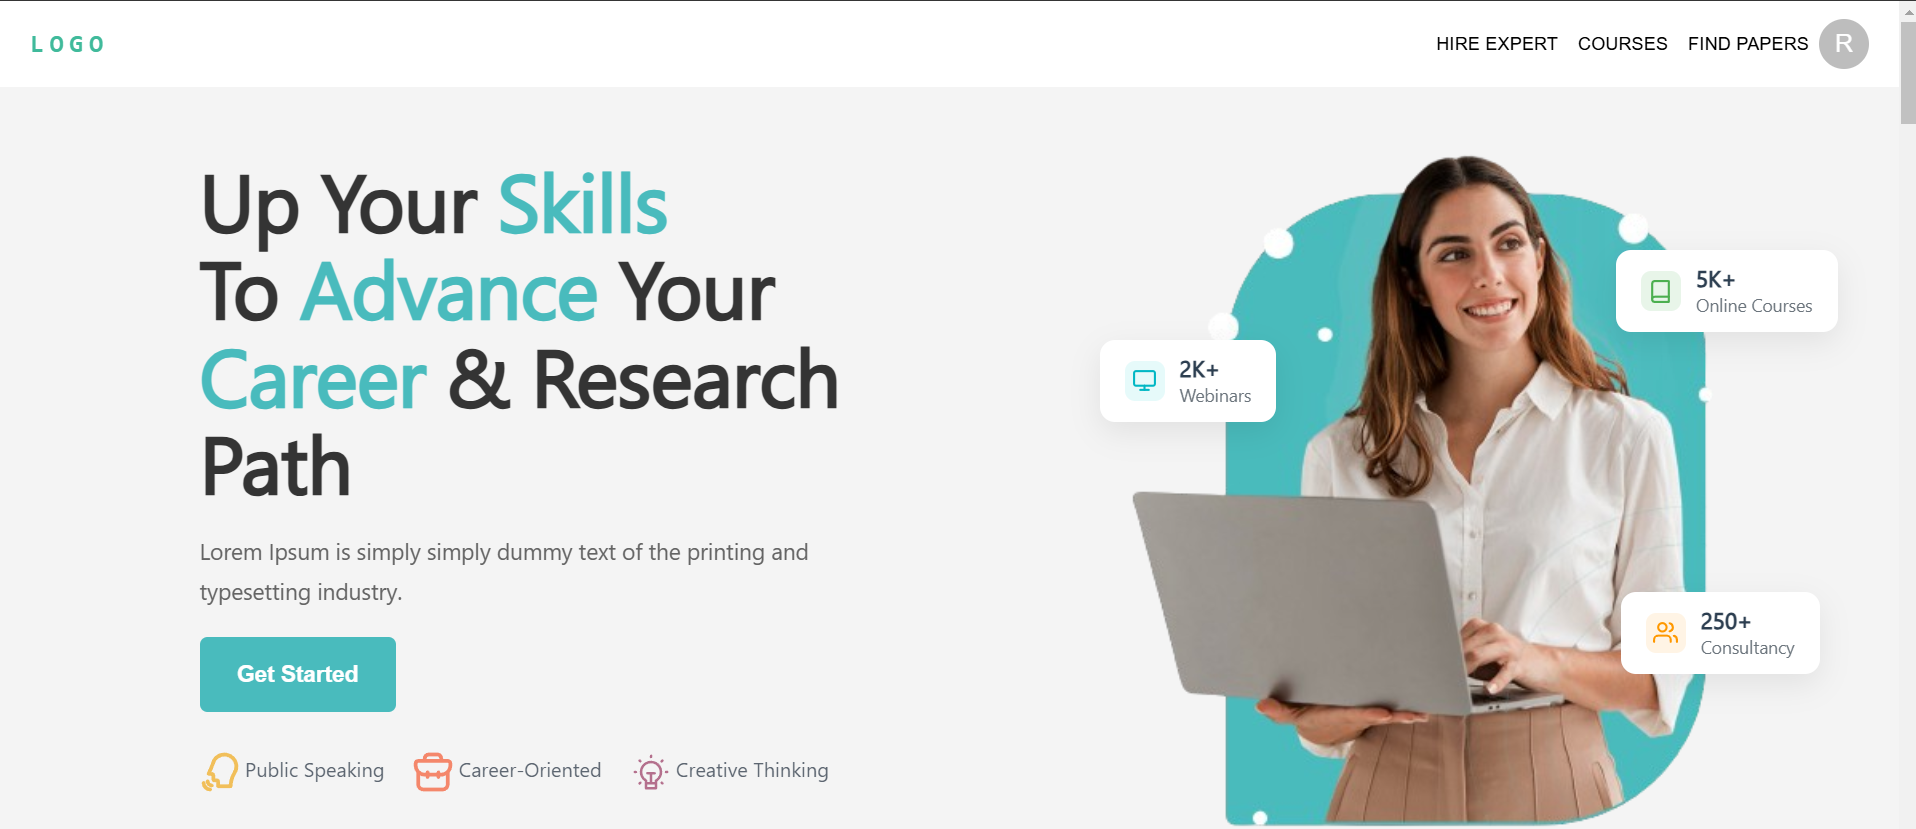 LOGO
HIRE EXPERT COURSES FIND PAPERS R
Up Your Skills
To Advance Your
Career & Research
Path
Lorem Ipsum is simply simply dummy text of the printing and
typesetting industry.
Get Started
Public Speaking Career-Oriented Creative Thinking
5K+
Online Courses
2K+
Webinars
250+
Consultancy